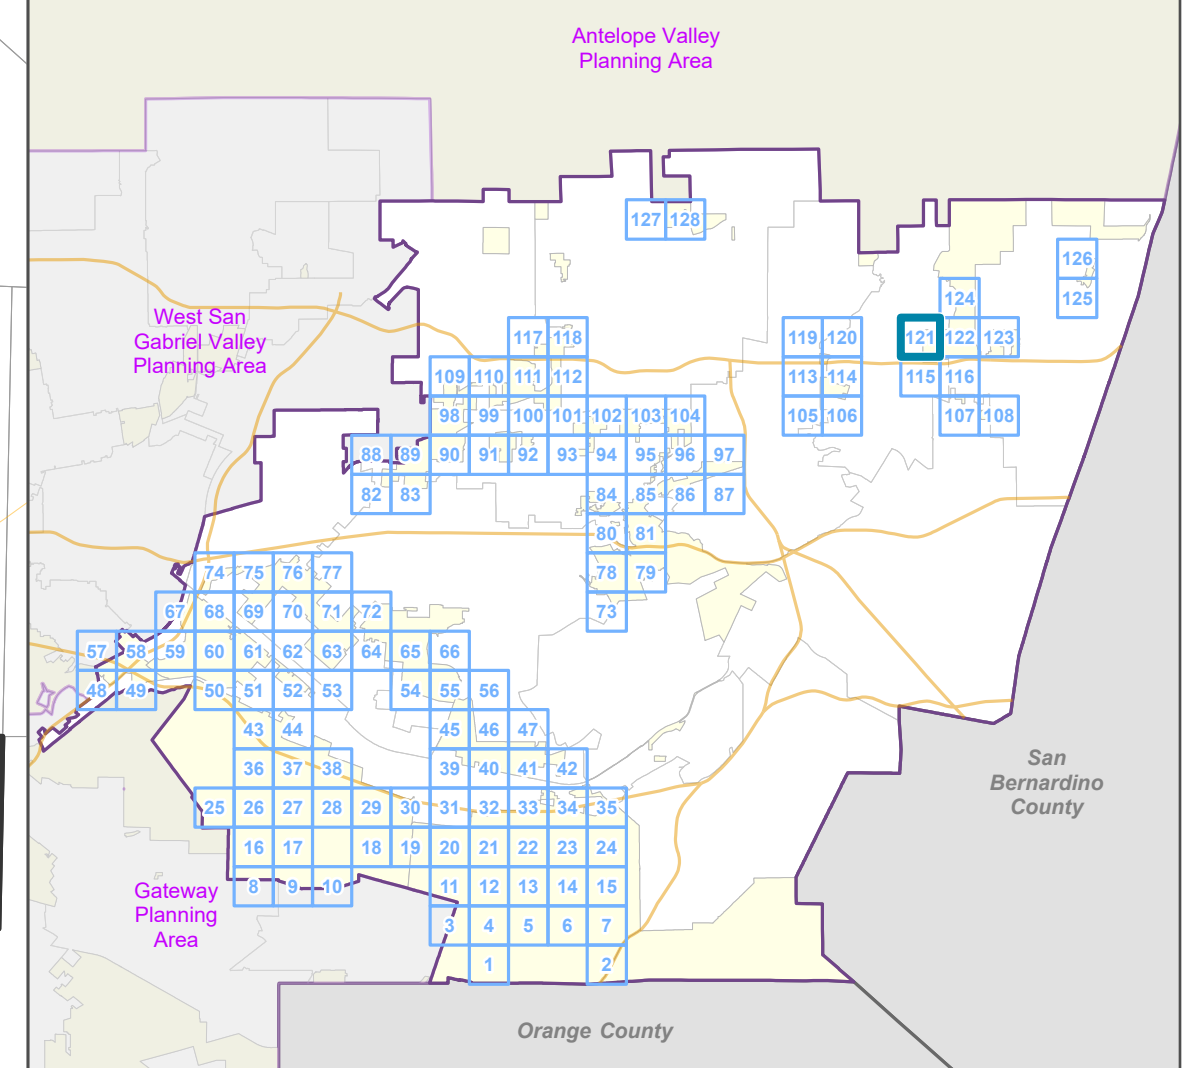 Antelope Valley
Planning Area
127 128
126
124 125
West San
Gabriel Valley
Planning Area
117 118 119 120 121 122 123
109 110 111 112 113 114 115 116
98 99 100 101 102 103 104 105 106 107 108
88 89 90 91 92 93 94 95 96 97
82 83 84 85 86 87
80 81
74 75 76 77 78 79
67 68 69 70 71 72 73
57 58 59 60 61 62 63 64 65 66
48 49 50 51 52 53 54 55 56
43 44 45 46 47
36 37 38 39 40 41 42
San
Bernardino
County
25 26 27 28 29 30 31 32 33 34 35
16 17 18 19 20 21 22 23 24
8 9 10 11 12 13 14 15
Gateway
Planning
Area
3 4 5 6 7
1 2
Orange County